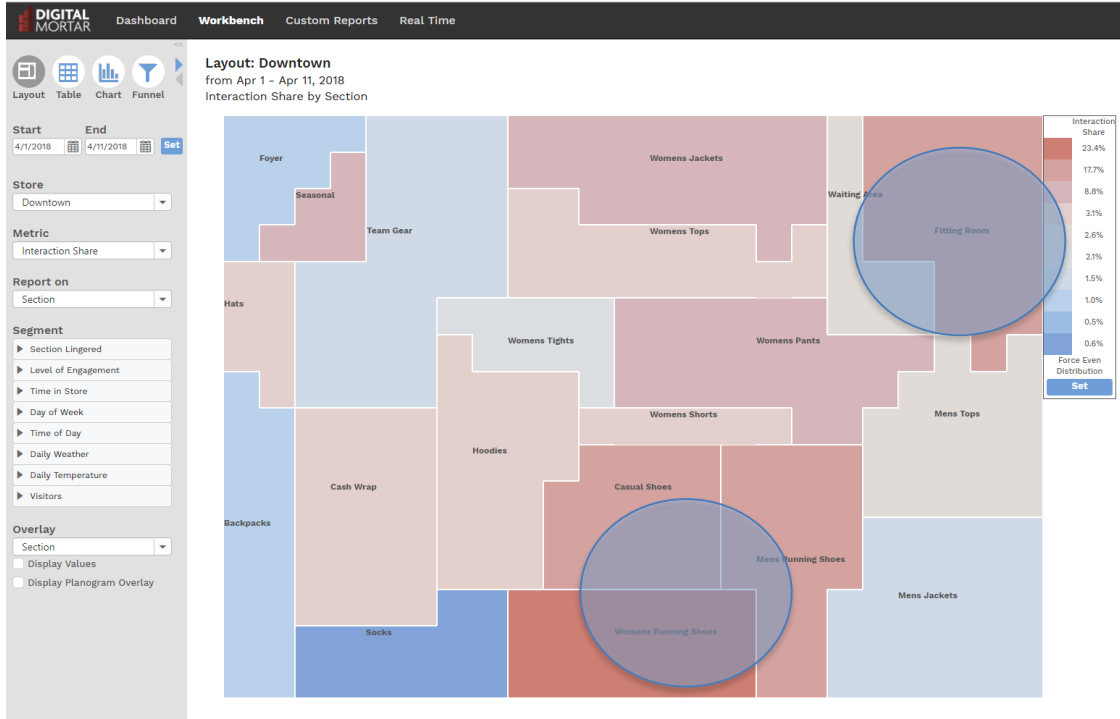 DIGITAL
MORTAR
Dashboard
Workbench
Custom Reports
Real Time
<<
Layout
Table
Chart
Funnel
Start
End
4/1/2018
4/11/2018
Set
Store
Downtown
Metric
Interaction Share
Report on
Section
Segment
Section Lingered
Level of Engagement
Time in Store
Day of Week
Time of Day
Daily Weather
Daily Temperature
Visitors
Overlay
Section
Display Values
Display Planogram Overlay
Layout: Downtown
from Apr 1 - Apr 11, 2018
Interaction Share by Section
Foyer
Womens Jackets
Seasonal
Waiting Area
Team Gear
Womens Tops
Fitting Room
Hats
Womens Tights
Womens Pants
Womens Shorts
Mens Tops
Hoodies
Cash Wrap
Casual Shoes
Backpacks
Mens Running Shoes
Mens Jackets
Socks
Womens Running Shoes
Interaction
Share
23.4%
17.7%
8.8%
3.1%
2.6%
2.1%
1.5%
1.0%
0.5%
0.6%
Force Even
Distribution
Set